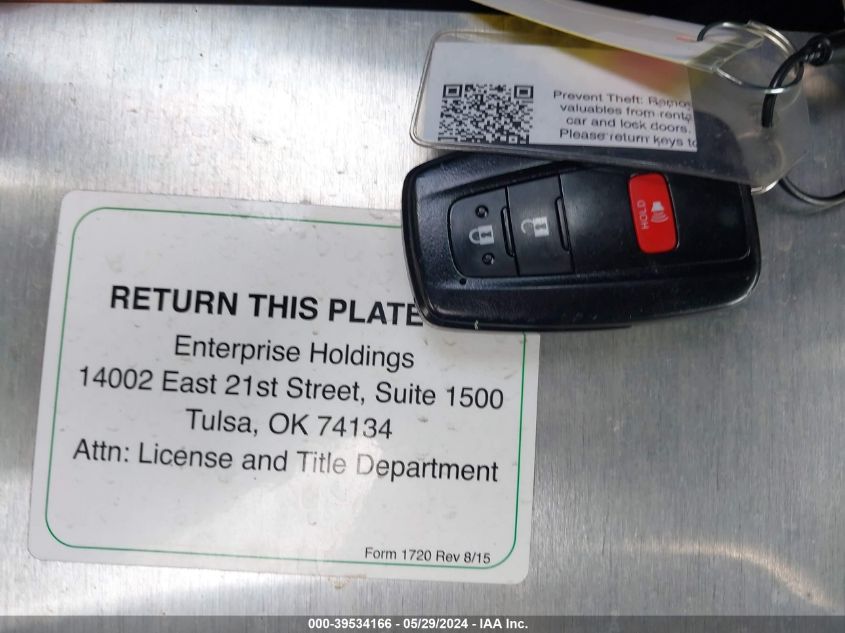 Prevent Theft: Remov
valuables from renta
car and lock doors.
Please return keys to
HOLD
RETURN THIS PLATE
Enterprise Holdings
14002 East 21st Street, Suite 1500
Tulsa, OK 74134
Attn: License and Title Department
Form 1720 Rev 8/15
000-39534166 - 05/29/2024 - IAA Inc.